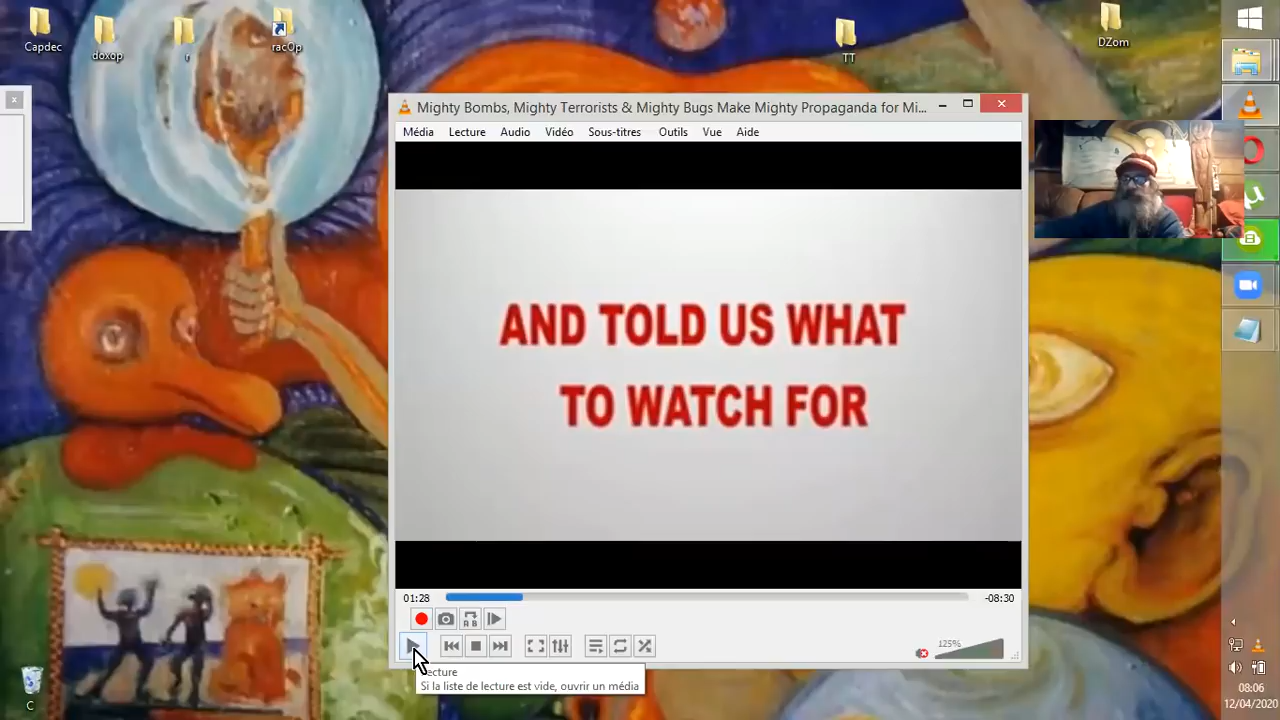 Capdec
doxop
r
racOp
TT
DZom
x
Mighty Bombs, Mighty Terrorists & Mighty Bugs Make Mighty Propaganda for Mi...
Média Lecture Audio Vidéo Sous-titres Outils Vue Aide
AND TOLD US WHAT
TO WATCH FOR
01:28
-08:30
125%
ecture
Si la liste de lecture est vide, ouvrir un média
C
08:06
12/04/2020